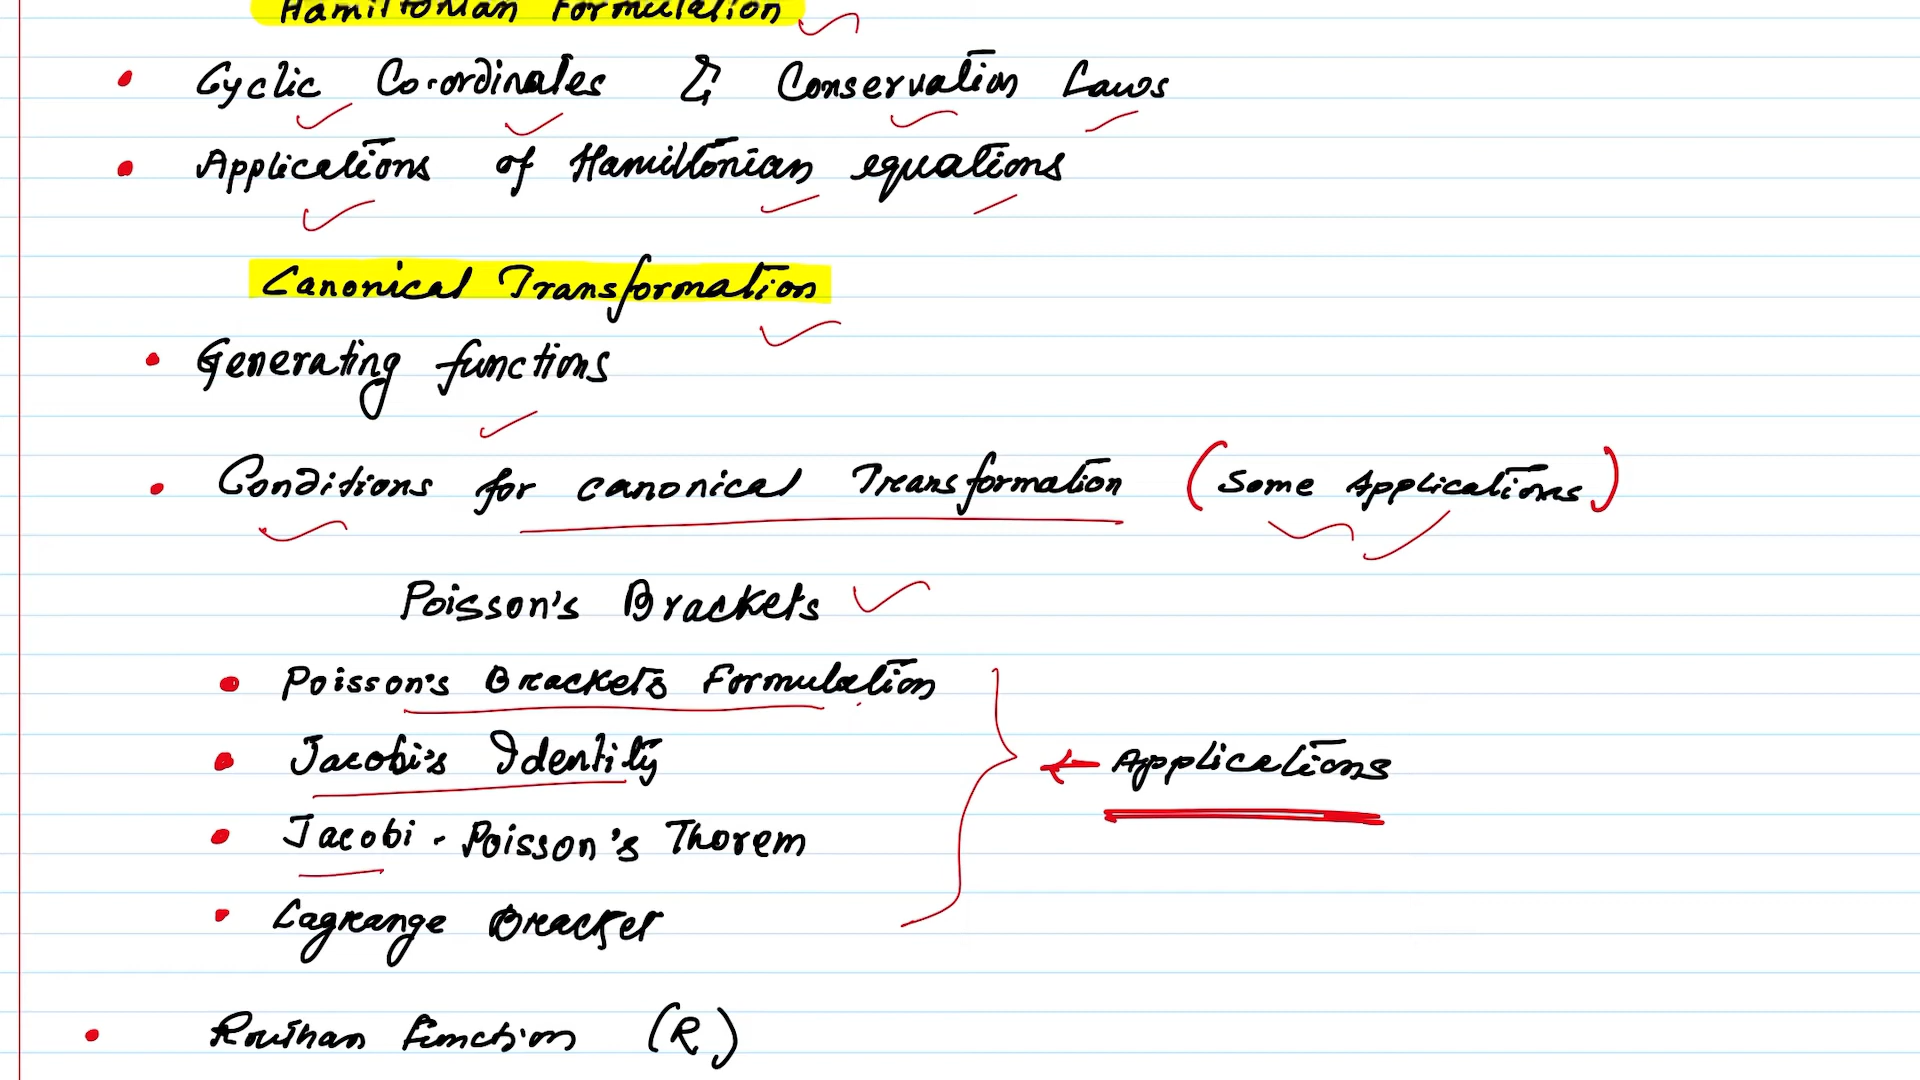 Hamiltonian Formulation
• Cyclic Co-ordinates & Conservation Laws
• Applications of Hamiltonian equations
Canonical Transformation
• Generating functions
• Conditions for canonical Transformation (Some Applications)
Poisson's Brackets
• Poisson's Brackets Formulation
• Jacobi's Identity
← Applications
• Jacobi - Poisson's Thorem
• Lagrange Bracket
• Routhan Function (R)